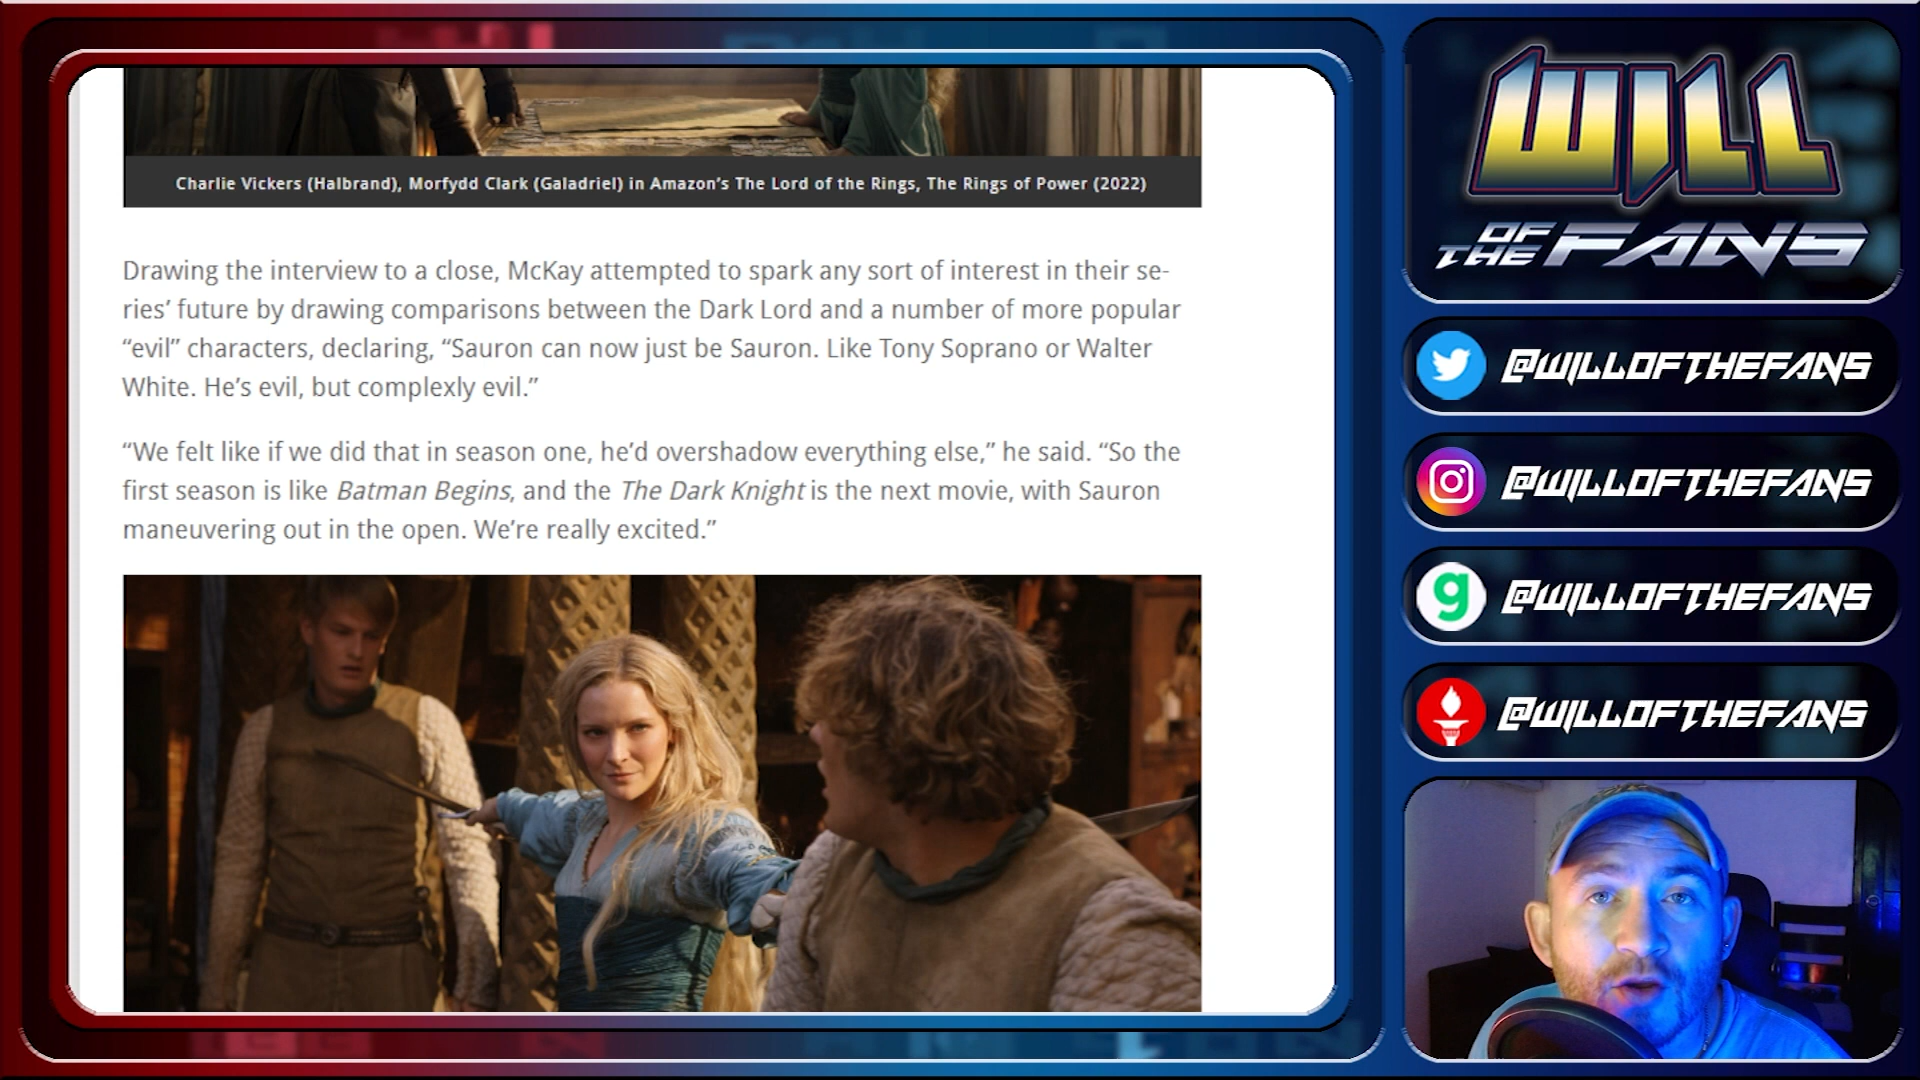 Charlie Vickers (Halbrand), Morfydd Clark (Galadriel) in Amazon's The Lord of the Rings, The Rings of Power (2022)
Drawing the interview to a close, McKay attempted to spark any sort of interest in their se-
ries' future by drawing comparisons between the Dark Lord and a number of more popular
“evil” characters, declaring, “Sauron can now just be Sauron. Like Tony Soprano or Walter
White. He's evil, but complexly evil.”
“We felt like if we did that in season one, he'd overshadow everything else,” he said. “So the
first season is like Batman Begins, and the The Dark Knight is the next movie, with Sauron
maneuvering out in the open. We're really excited.”
WILL
OF THE FANS
@WILLOFTHEFANS
@WILLOFTHEFANS
g @WILLOFTHEFANS
@WILLOFTHEFANS